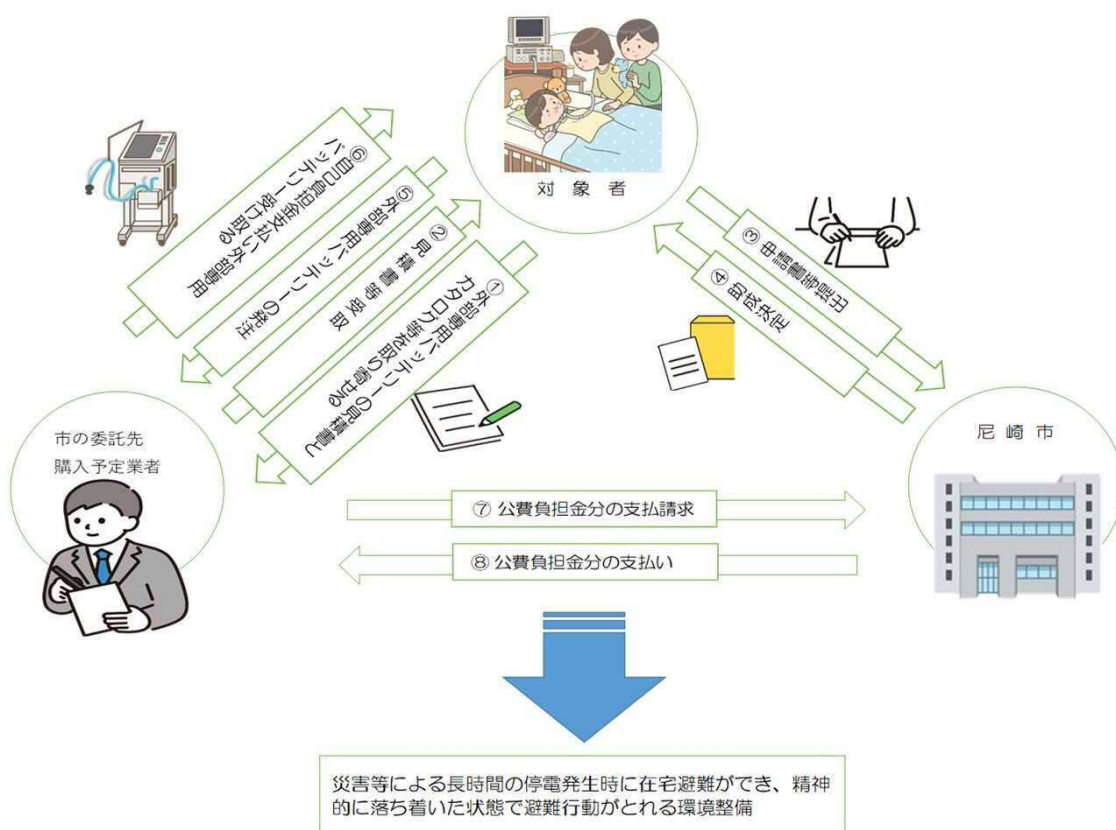 対象者
⑥自己負担金支払い外部専用
バッテリー受け取る
⑤外部専用バッテリーの発注
②見積書等受取
①外部専用バッテリーの見積書と
カタログ等を取り寄せる
③申請書等提出
④助成決定
市の委託先
購入予定業者
尼崎市
⑦公費負担金分の支払請求
⑧公費負担金分の支払い
災害等による長時間の停電発生時に在宅避難ができ、精神
的に落ち着いた状態で避難行動がとれる環境整備